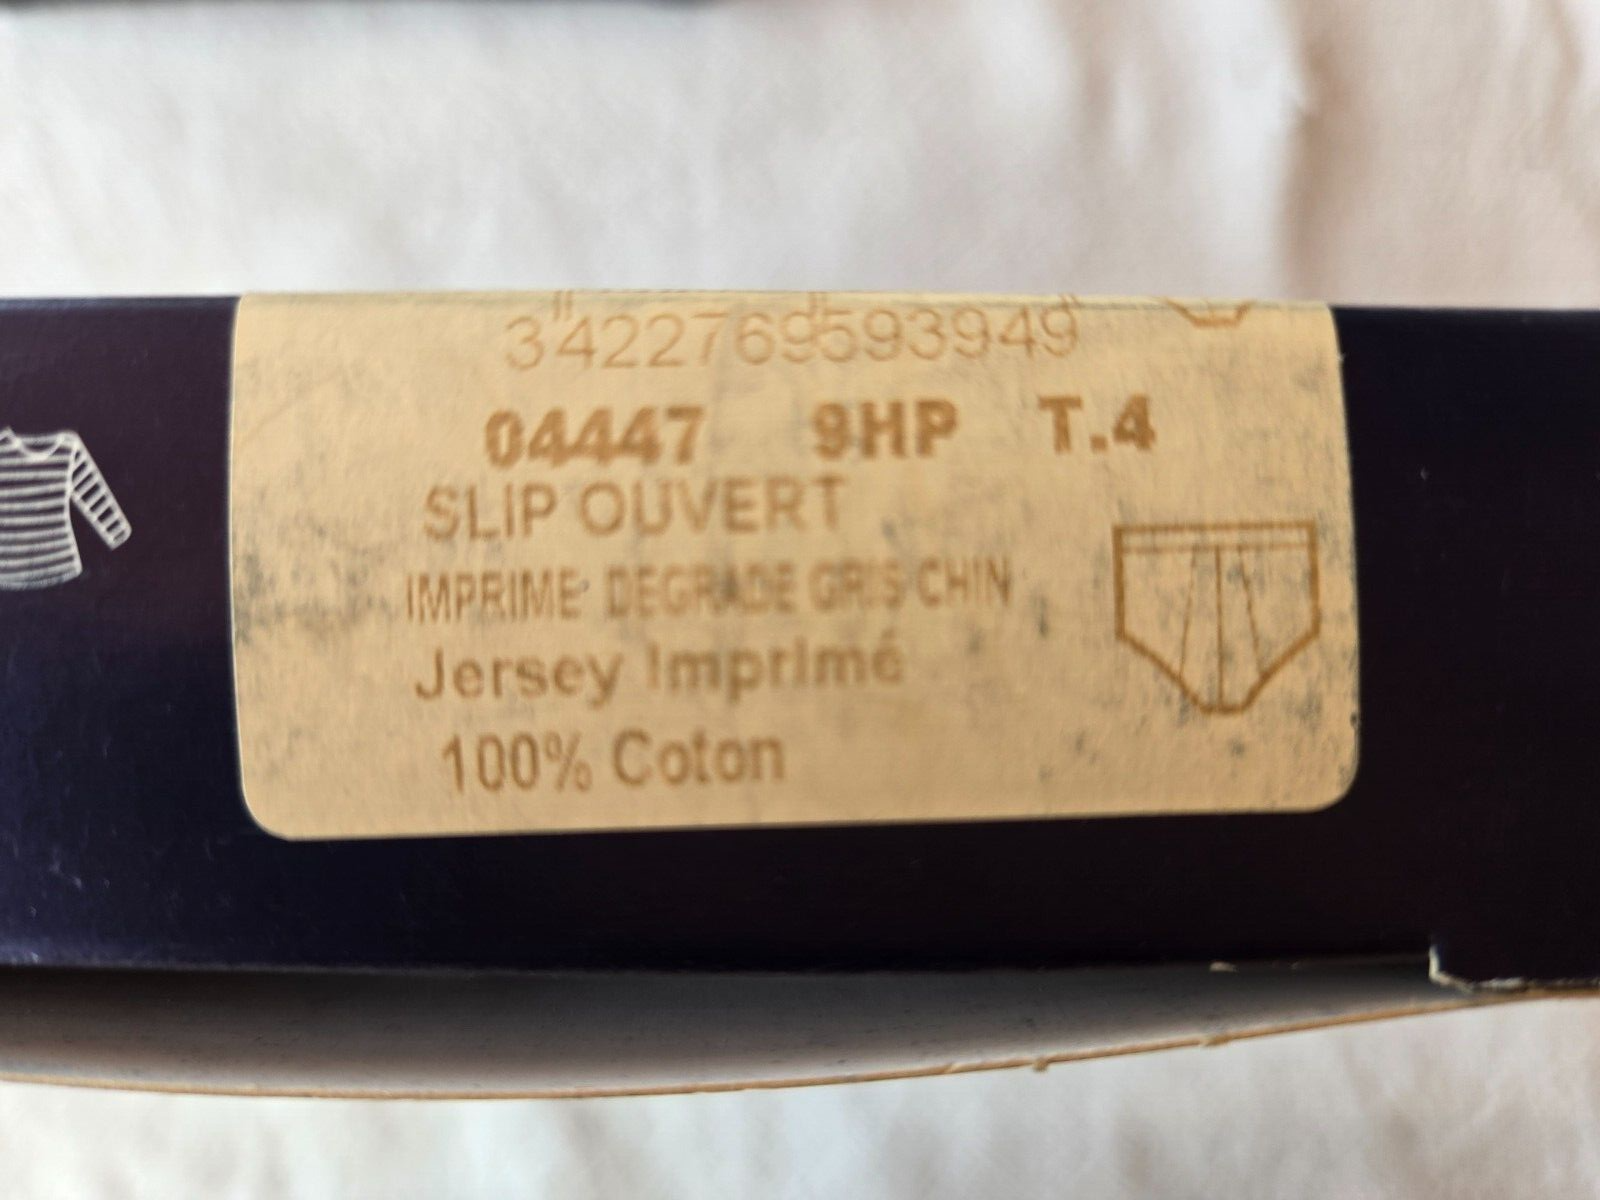 3422769593949
04447 9HP T.4
SLIP OUVERT
IMPRIME DEGRADE GRIS CHIN
Jersey Imprimé
100% Coton